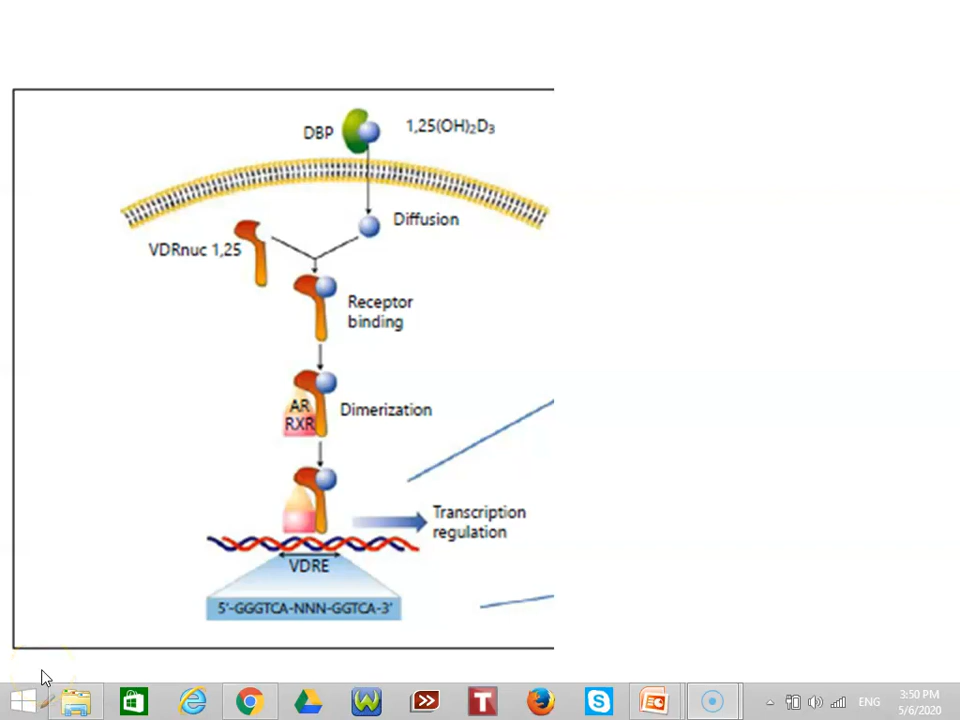 DBP
1,25(OH)₂D₃
Diffusion
VDRnuc 1,25
Receptor
binding
AR
RXR
Dimerization
Transcription
regulation
VDRE
5'-GGGTCA-NNN-GGTCA-3'
ENG
3:50 PM
5/6/2020